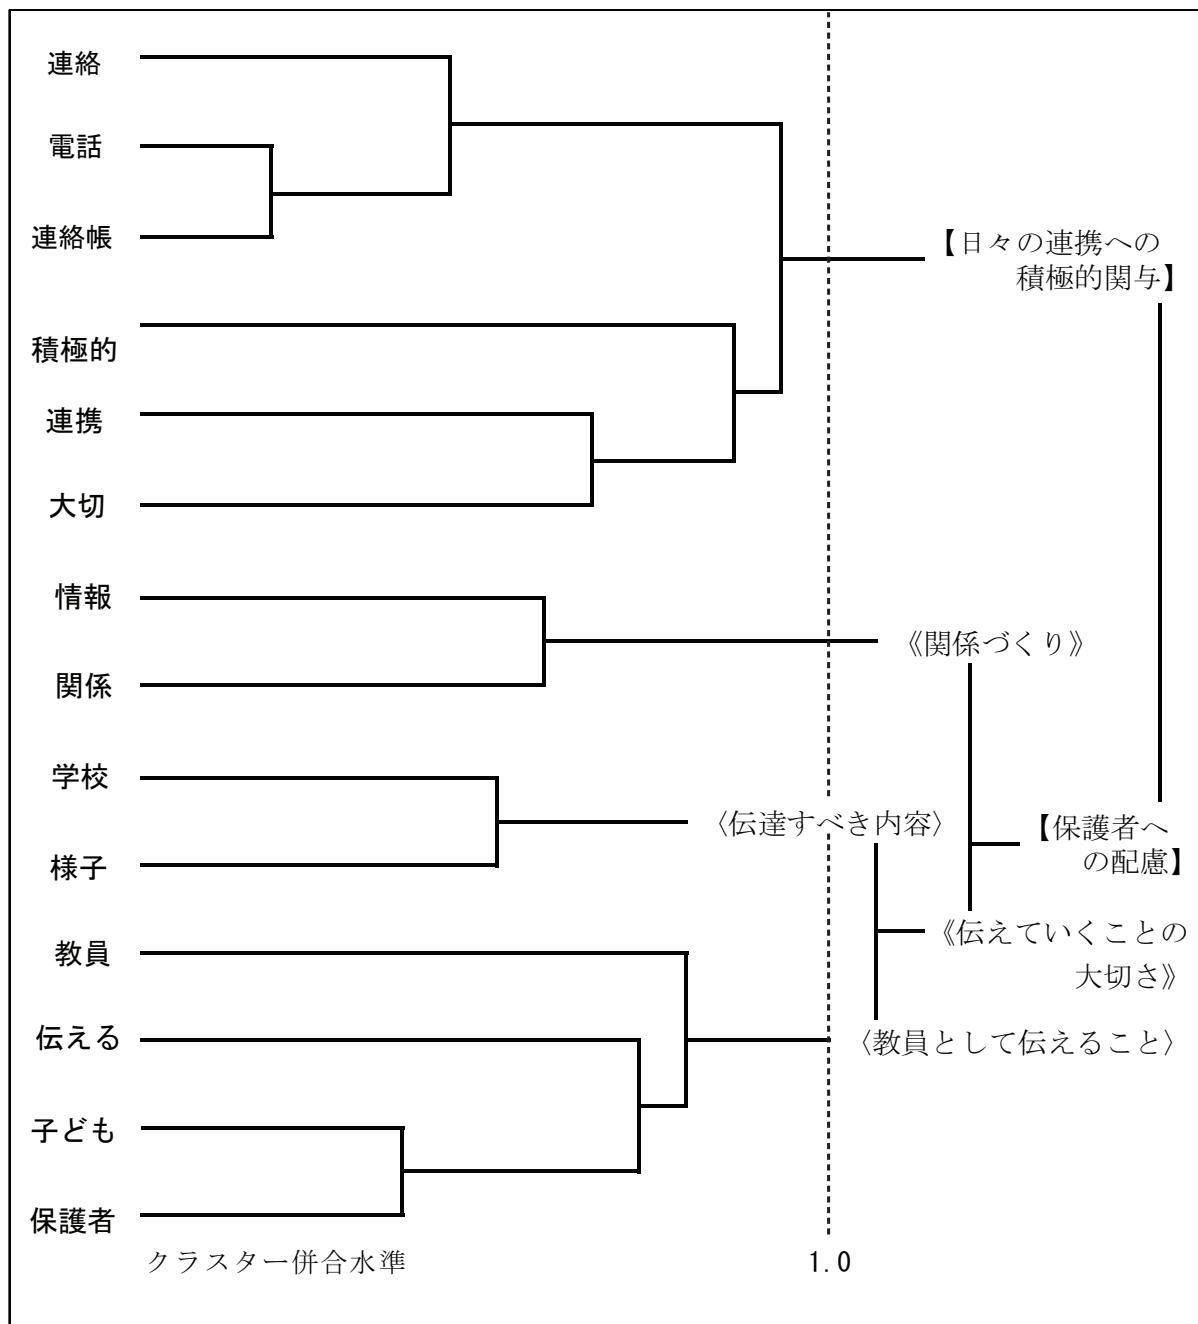 連絡
電話
連絡帳
【日々の連携への
積極的関与】
積極的
連携
大切
情報
関係
《関係づくり》
学校
様子
〈伝達すべき内容〉
【保護者へ
の配慮】
教員
《伝えていくことの
大切さ》
伝える
〈教員として伝えること〉
子ども
保護者
クラスター併合水準
1.0